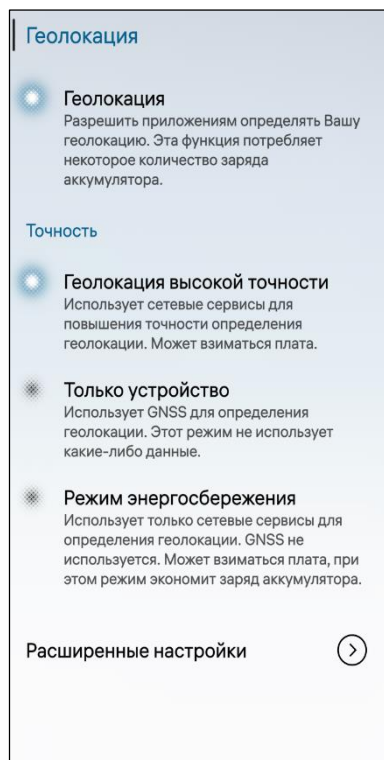 Геолокация
Геолокация
Разрешить приложениям определять Вашу
геолокацию. Эта функция потребляет
некоторое количество заряда
аккумулятора.
Точность
Геолокация высокой точности
Использует сетевые сервисы для
повышения точности определения
геолокации. Может взиматься плата.
Только устройство
Использует GNSS для определения
геолокации. Этот режим не использует
какие-либо данные.
Режим энергосбережения
Использует только сетевые сервисы для
определения геолокации. GNSS не
используется. Может взиматься плата, при
этом режим экономит заряд аккумулятора.
Расширенные настройки